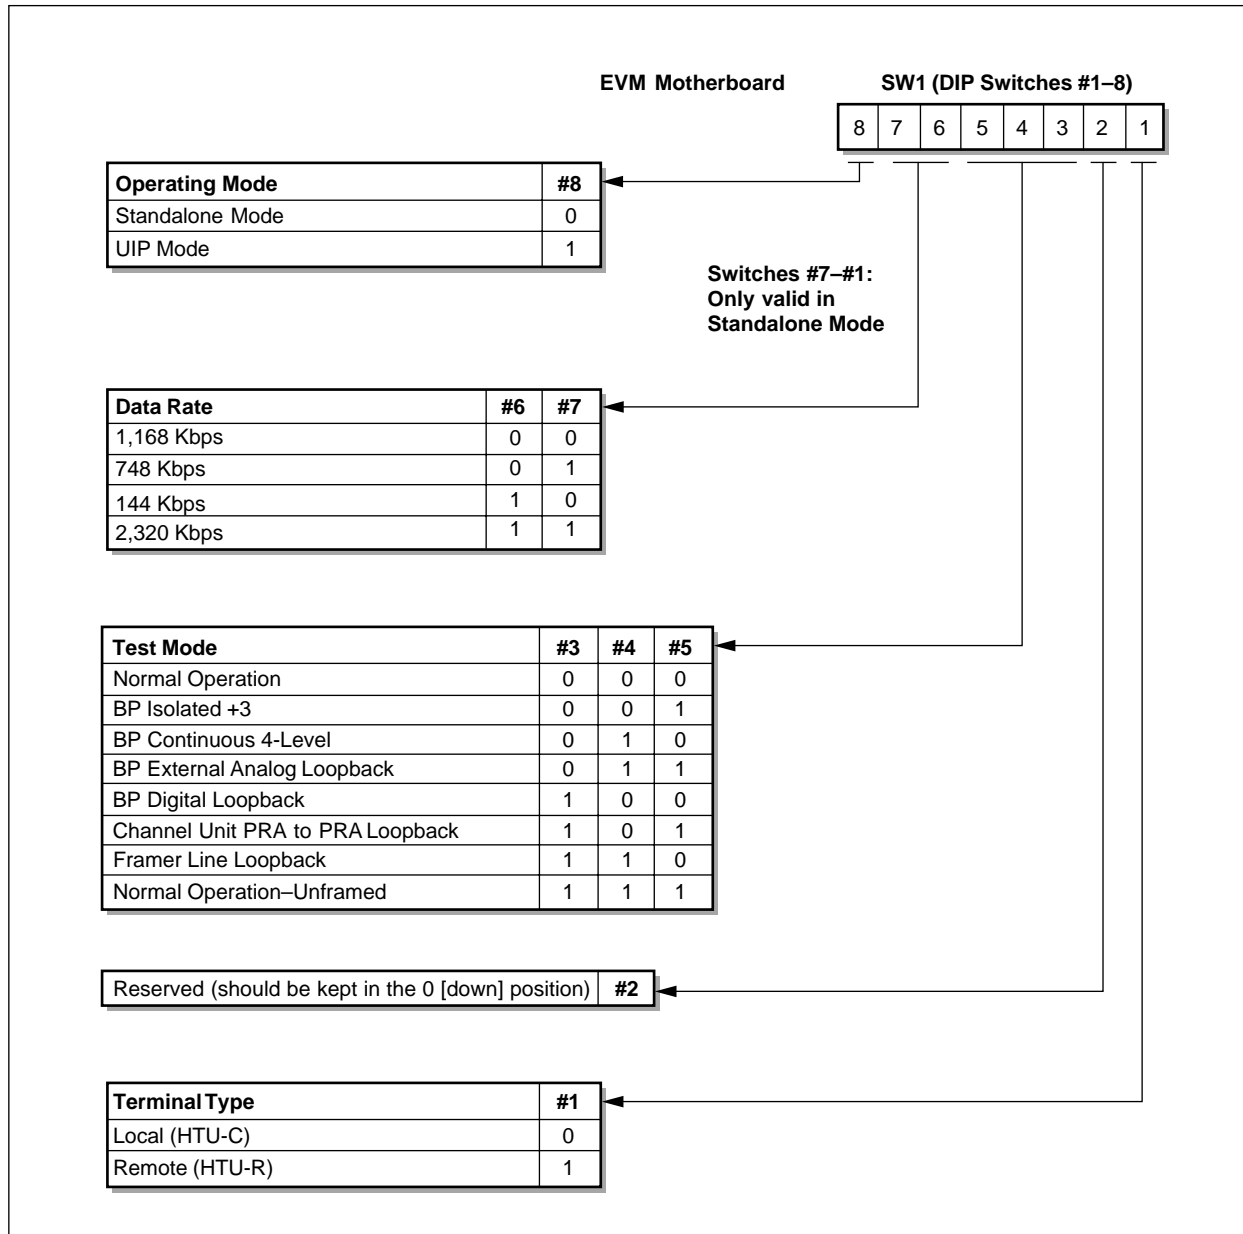 EVM Motherboard SW1 (DIP Switches #1–8)
8 7 6 5 4 3 2 1
Operating Mode #8
Standalone Mode 0
UIP Mode 1
Switches #7–#1:
Only valid in
Standalone Mode
Data Rate #6 #7
1,168 Kbps 0 0
748 Kbps 0 1
144 Kbps 1 0
2,320 Kbps 1 1
Test Mode #3 #4 #5
Normal Operation 0 0 0
BP Isolated +3 0 0 1
BP Continuous 4-Level 0 1 0
BP External Analog Loopback 0 1 1
BP Digital Loopback 1 0 0
Channel Unit PRA to PRA Loopback 1 0 1
Framer Line Loopback 1 1 0
Normal Operation–Unframed 1 1 1
Reserved (should be kept in the 0 [down] position) #2
Terminal Type #1
Local (HTU-C) 0
Remote (HTU-R) 1